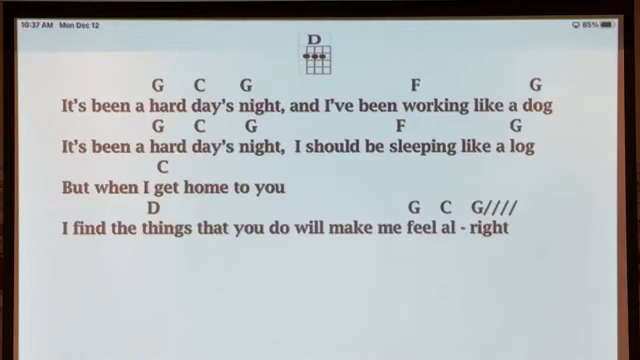 10:37 AM Mon Dec 12
85%
D
G C G F G
It's been a hard day's night, and I've been working like a dog
G C G F G
It's been a hard day's night, I should be sleeping like a log
C
But when I get home to you
D G C G////
I find the things that you do will make me feel al - right